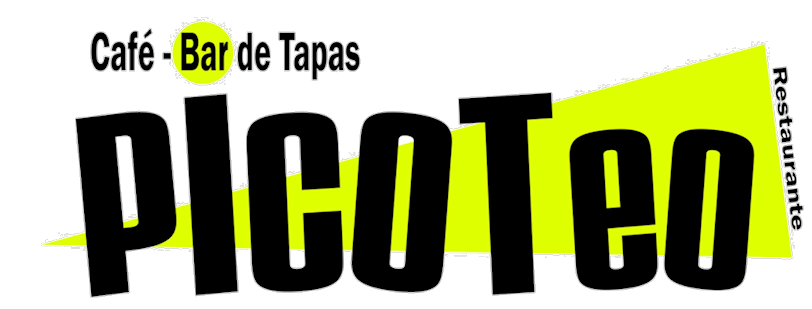 Café - Bar de Tapas
PICOTeo
Restaurante